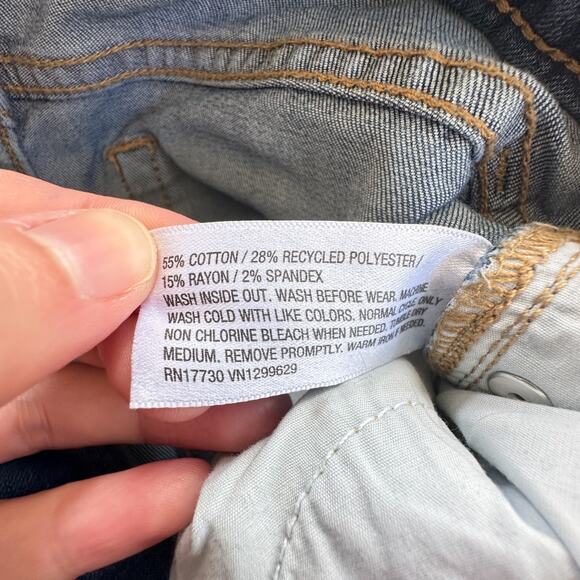 55% COTTON / 28% RECYCLED POLYESTER /
15% RAYON / 2% SPANDEX
WASH INSIDE OUT. WASH BEFORE WEAR. MACHINE
WASH COLD WITH LIKE COLORS. NORMAL CYCLE. ONLY
NON CHLORINE BLEACH WHEN NEEDED. TUMBLE DRY
MEDIUM. REMOVE PROMPTLY. WARM IRON IF NEEDED.
RN17730 VN1299629